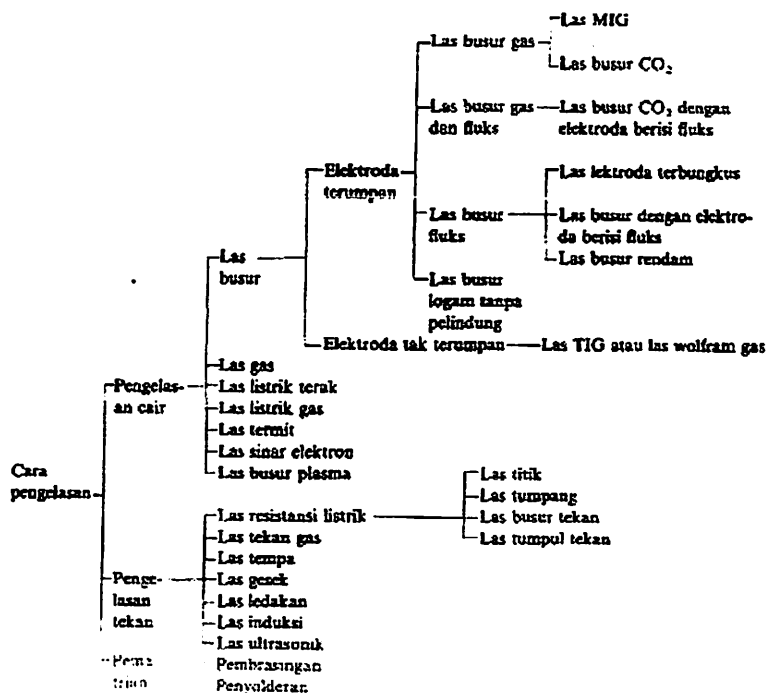 Las MIG
Las busur gas
Las busur CO₂
Las busur gas
dan fluks
Las busur CO₂ dengan
elektroda berisi fluks
Elektroda
terumpan
Las lektroda terbungkus
Las busur
fluks
Las busur dengan elektro-
da berisi fluks
Las busur rendam
Las
busur
Las busur
logam tanpa
pelindung
Elektroda tak terumpan
Las TIG atau las wolfram gas
Pengelas-
an cair
Las gas
Las listrik terak
Las listrik gas
Las termit
Las sinar elektron
Las busur plasma
Cara
pengelasan
Las resistansi listrik
Las titik
Las tumpang
Las busur tekan
Las tumpul tekan
Las tekan gas
Las tempa
Penge-
lasan
tekan
Las gesek
Las ledakan
Las induksi
Las ultrasonik
Pema
Pembrasingan
Penyolderan